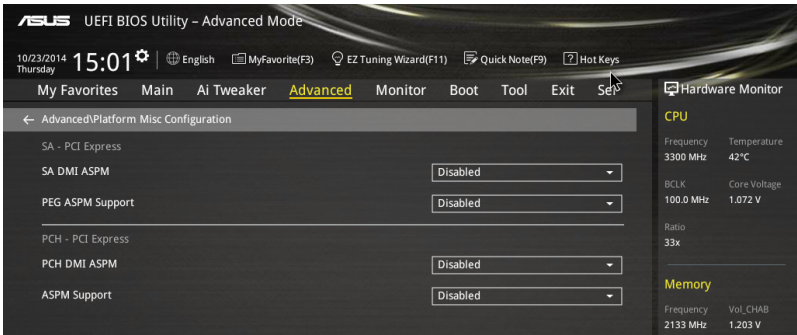 ASUS UEFI BIOS Utility – Advanced Mode
10/23/2014 Thursday 15:01 English MyFavorite(F3) EZ Tuning Wizard(F11) Quick Note(F9) ? Hot Keys
My Favorites Main Ai Tweaker Advanced Monitor Boot Tool Exit
← Advanced\Platform Misc Configuration
SA - PCI Express
SA DMI ASPM Disabled
PEG ASPM Support Disabled
PCH - PCI Express
PCH DMI ASPM Disabled
ASPM Support Disabled
Hardware Monitor
CPU
Frequency Temperature
3300 MHz 42°C
BCLK Core Voltage
100.0 MHz 1.072 V
Ratio
33x
Memory
Frequency Vol_CHAB
2133 MHz 1.203 V